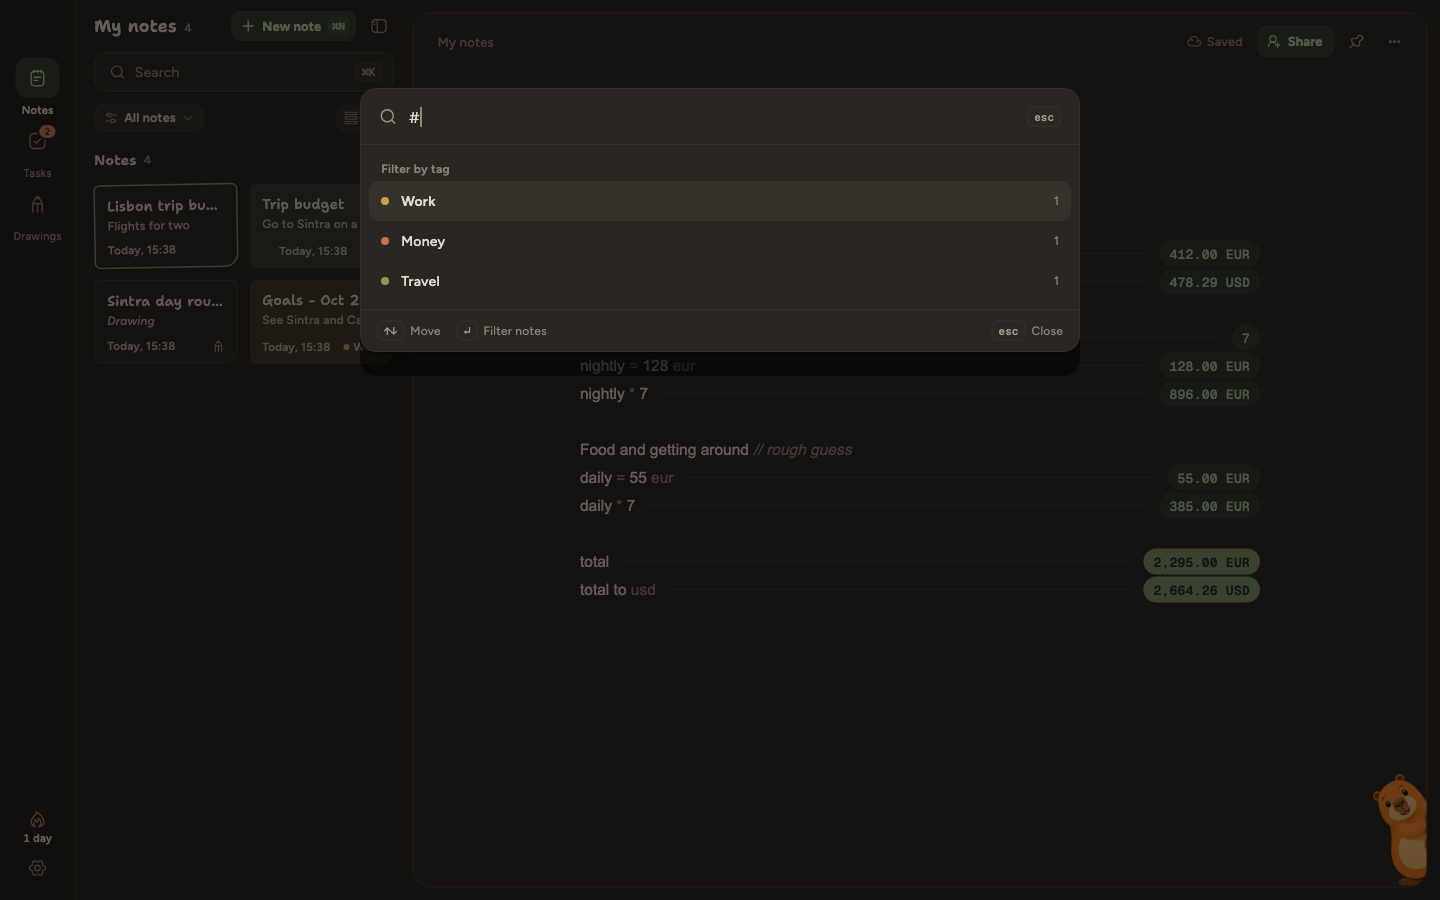 My notes 4
New note ⌘N
Search ⌘K
All notes
Notes
2
Tasks
Drawings
Notes 4
Lisbon trip bu...
Flights for two
Today, 15:38
Trip budget
Go to Sintra on a
Today, 15:38
Sintra day rou...
Drawing
Today, 15:38
Goals - Oct 2
See Sintra and Ca
Today, 15:38
1 day
My notes
Saved
Share
#
esc
Filter by tag
Work 1
Money 1
Travel 1
Move
Filter notes
esc Close
412.00 EUR
478.29 USD
7
nightly = 128 eur 128.00 EUR
nightly * 7 896.00 EUR
Food and getting around // rough guess
daily = 55 eur 55.00 EUR
daily * 7 385.00 EUR
total 2,295.00 EUR
total to usd 2,664.26 USD